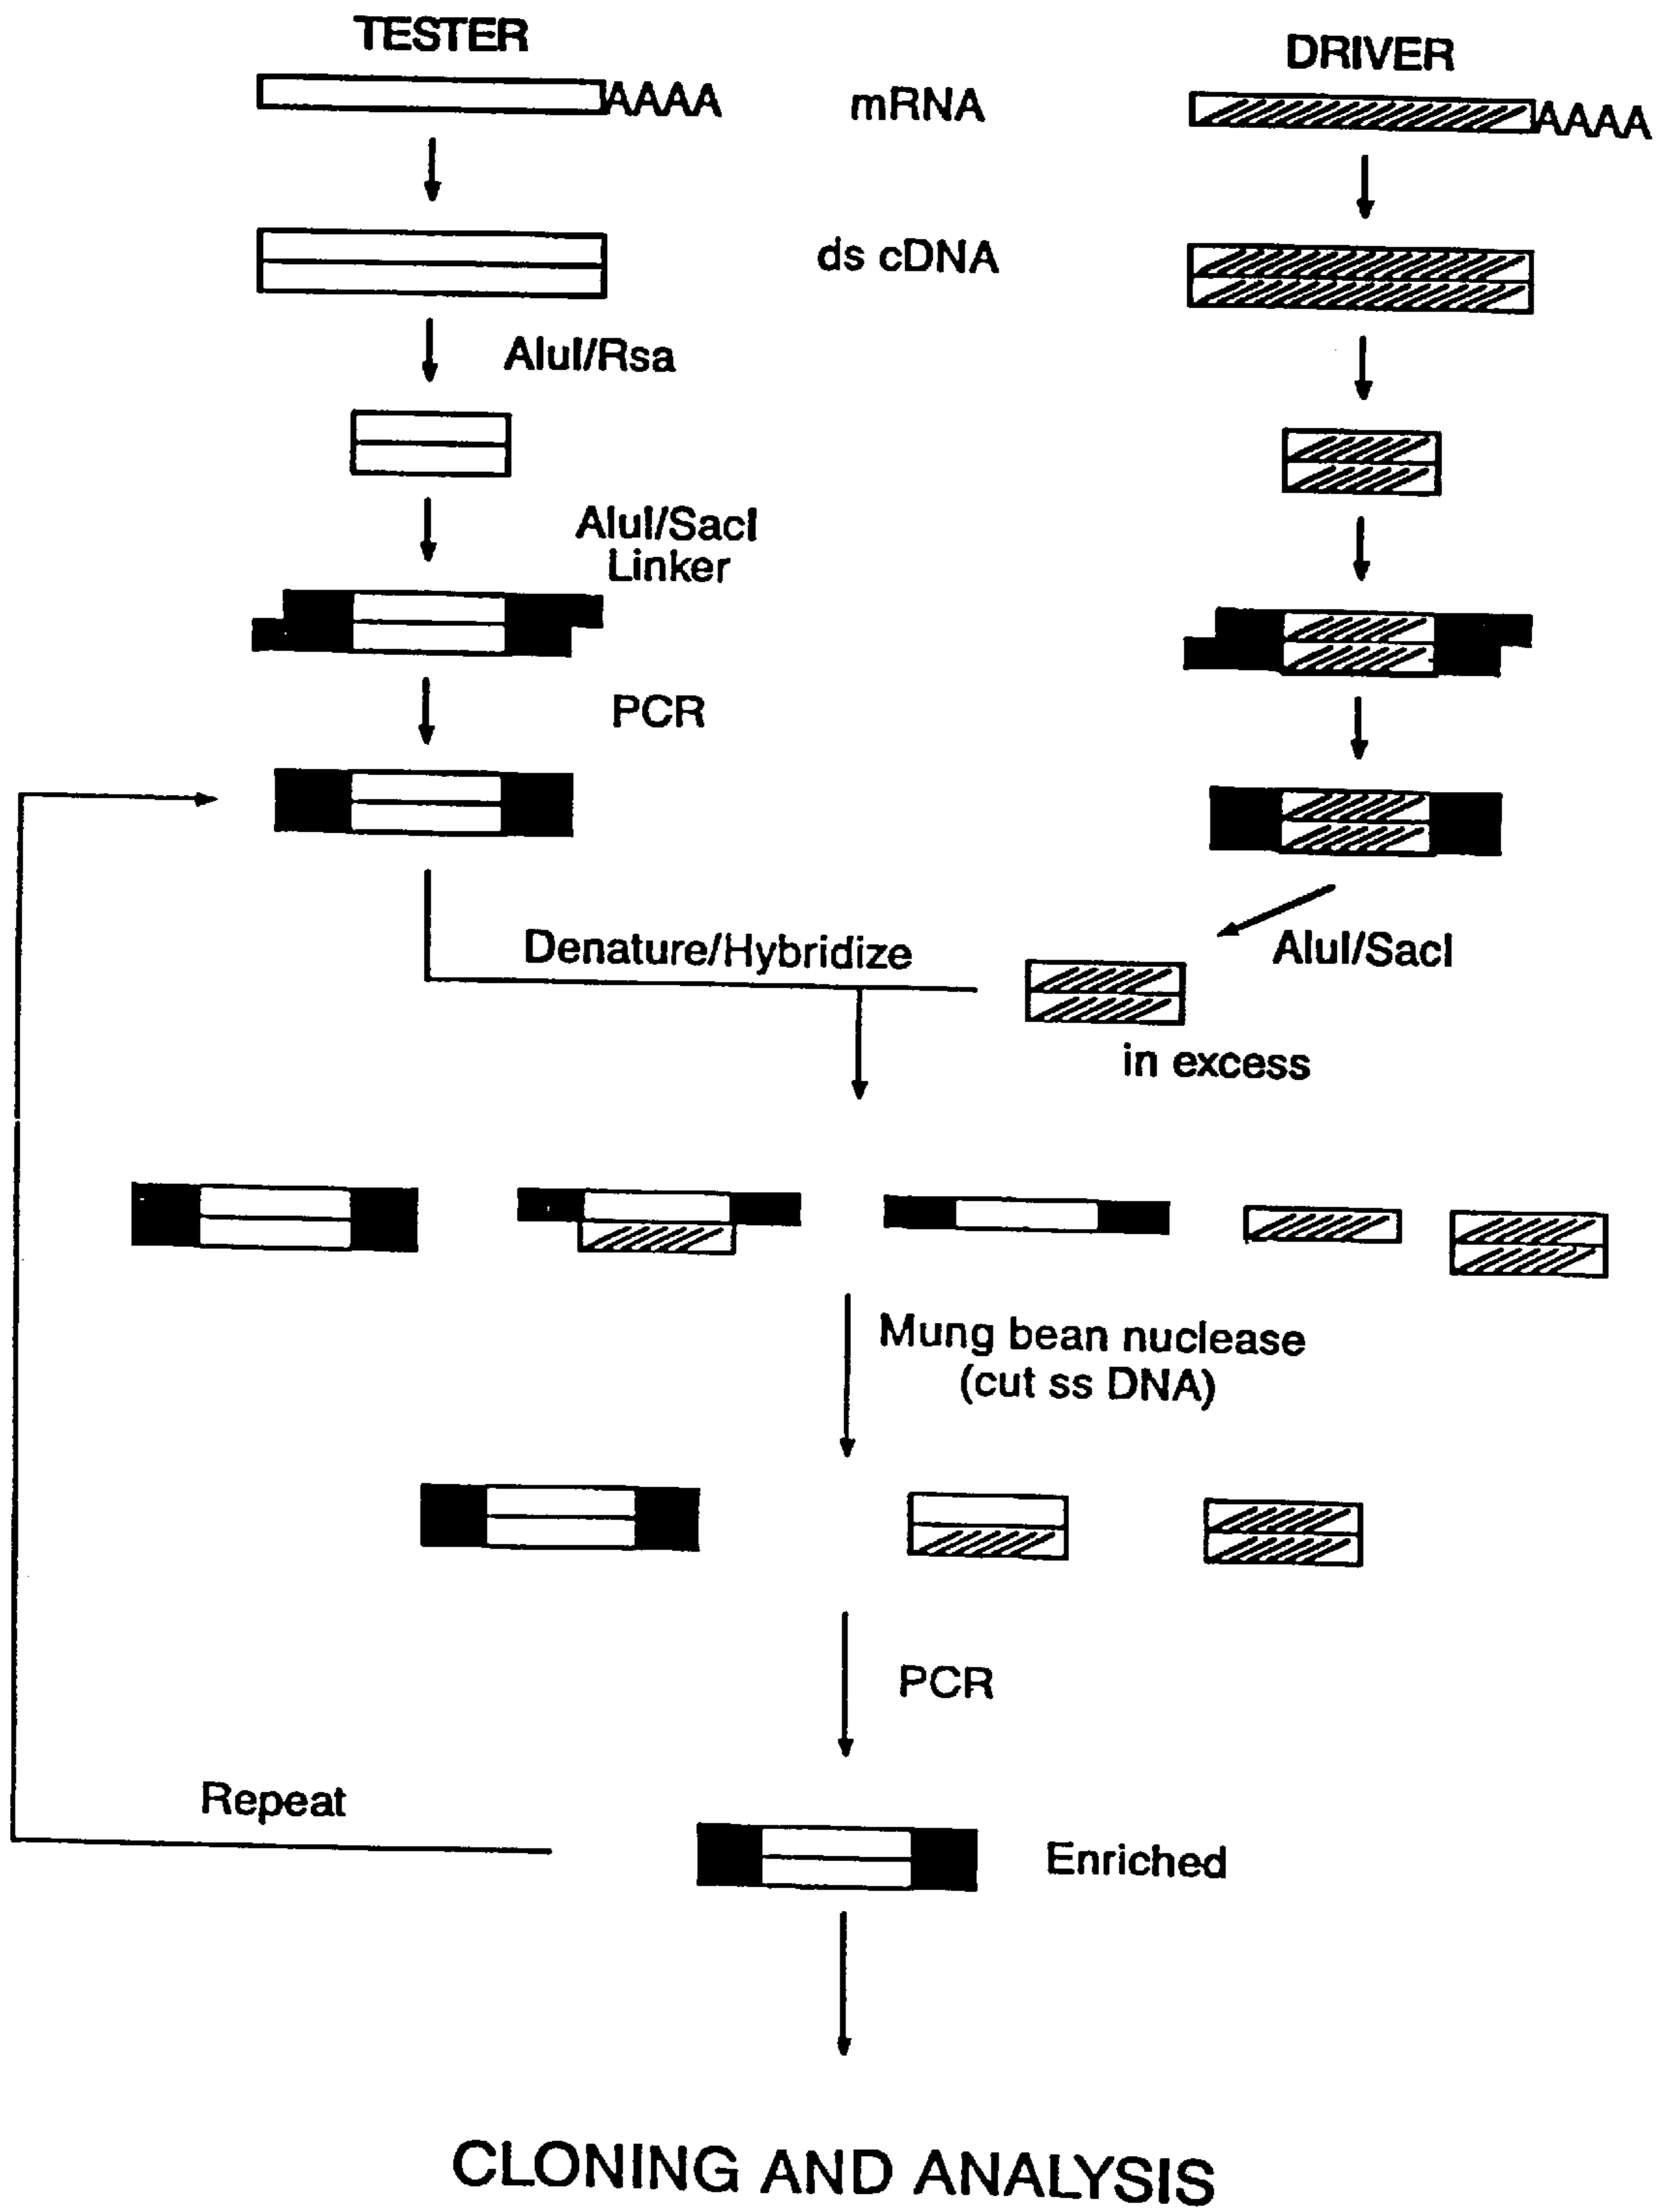 TESTER
DRIVER
AAAA
mRNA
AAAA
ds cDNA
AluI/Rsa
AluI/SacI
Linker
PCR
Denature/Hybridize
AluI/SacI
in excess
Mung bean nuclease
(cut ss DNA)
PCR
Repeat
Enriched
CLONING AND ANALYSIS